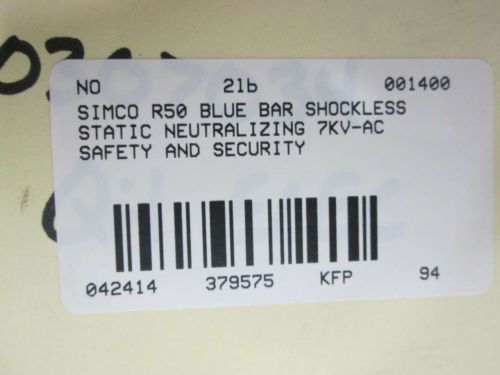 NO 21b 001400
SIMCO R50 BLUE BAR SHOCKLESS
STATIC NEUTRALIZING 7KV-AC
SAFETY AND SECURITY
042414 379575 KFP 94